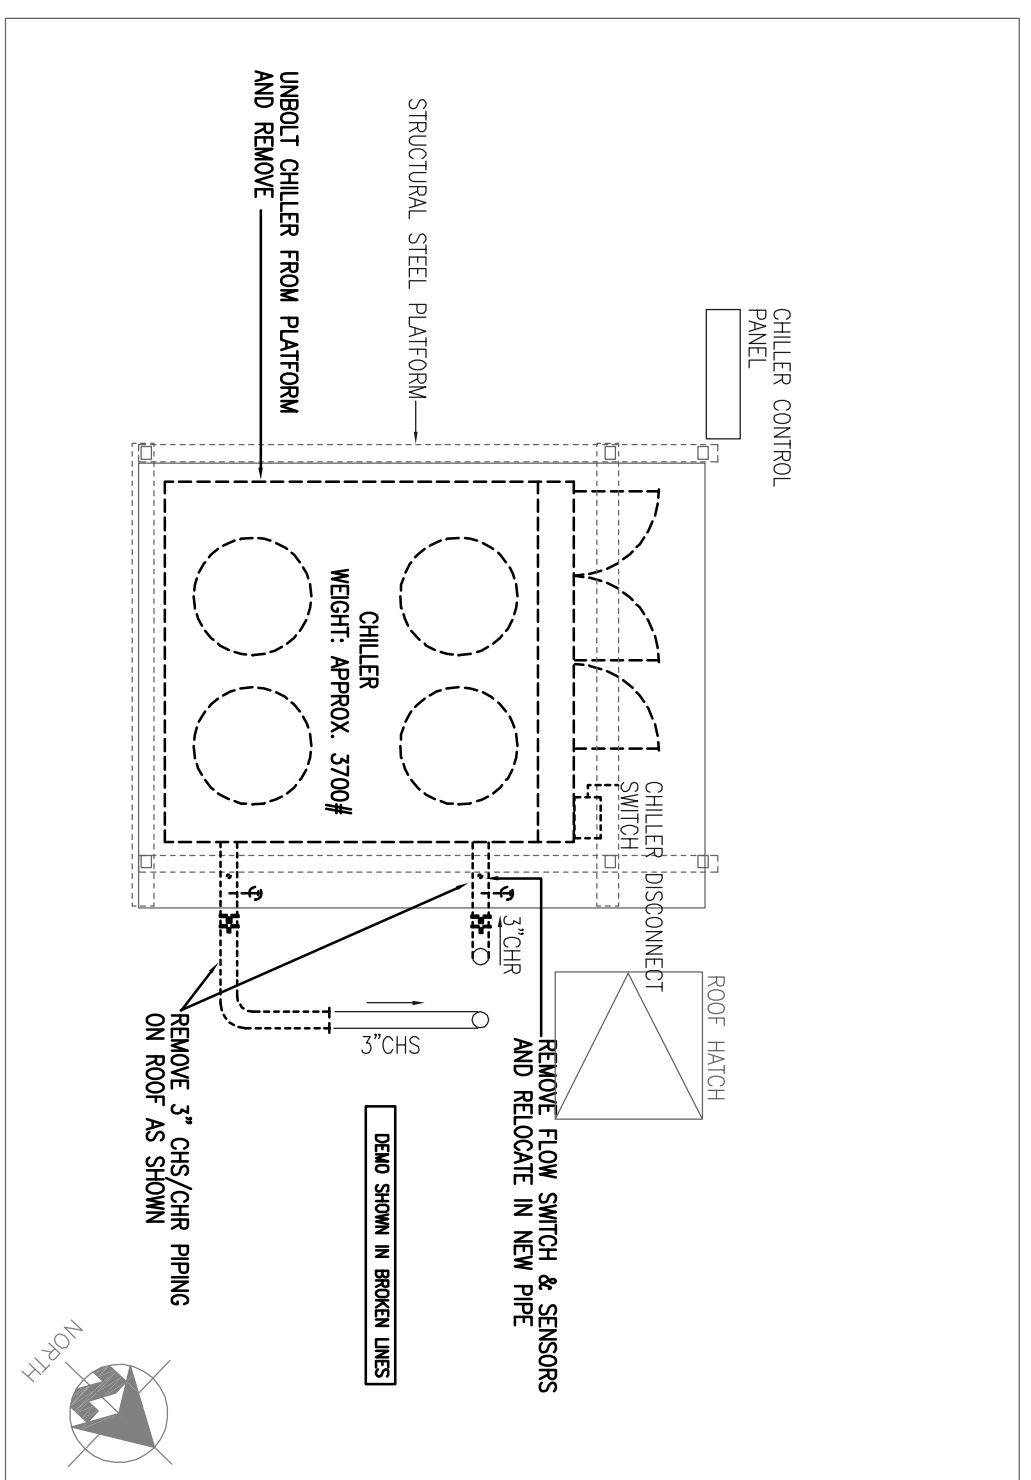 CHILLER CONTROL
PANEL
STRUCTURAL STEEL PLATFORM
UNBOLT CHILLER FROM PLATFORM
AND REMOVE
CHILLER
WEIGHT: APPROX. 3700#
CHILLER DISCONNECT
SWITCH
ROOF HATCH
3"CHR
3"CHS
REMOVE FLOW SWITCH & SENSORS
AND RELOCATE IN NEW PIPE
DEMO SHOWN IN BROKEN LINES
REMOVE 3" CHS/CHR PIPING
ON ROOF AS SHOWN
NORTH
N